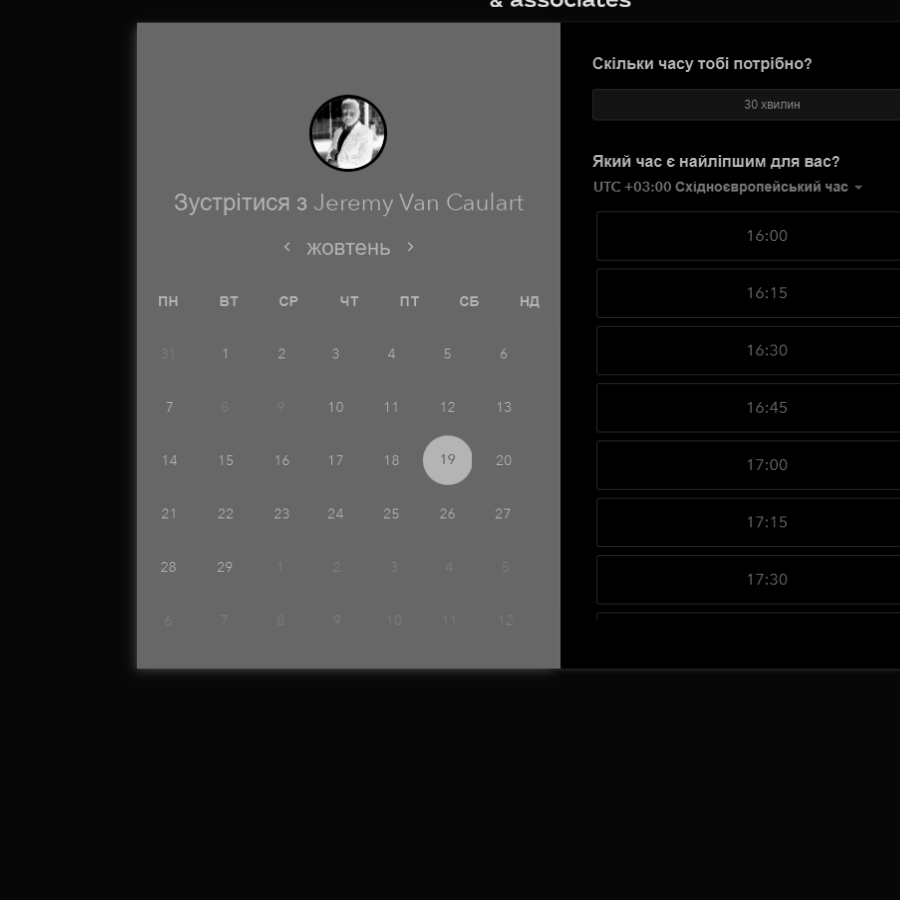 & associates
Зустрітися з Jeremy Van Caulart
жовтень
ПН ВТ СР ЧТ ПТ СБ НД
31 1 2 3 4 5 6
7 8 9 10 11 12 13
14 15 16 17 18 19 20
21 22 23 24 25 26 27
28 29 1 2 3 4 5
6 7 8 9 10 11 12
Скільки часу тобі потрібно?
30 хвилин
Який час є найліпшим для вас?
UTC +03:00 Східноєвропейський час
16:00
16:15
16:30
16:45
17:00
17:15
17:30